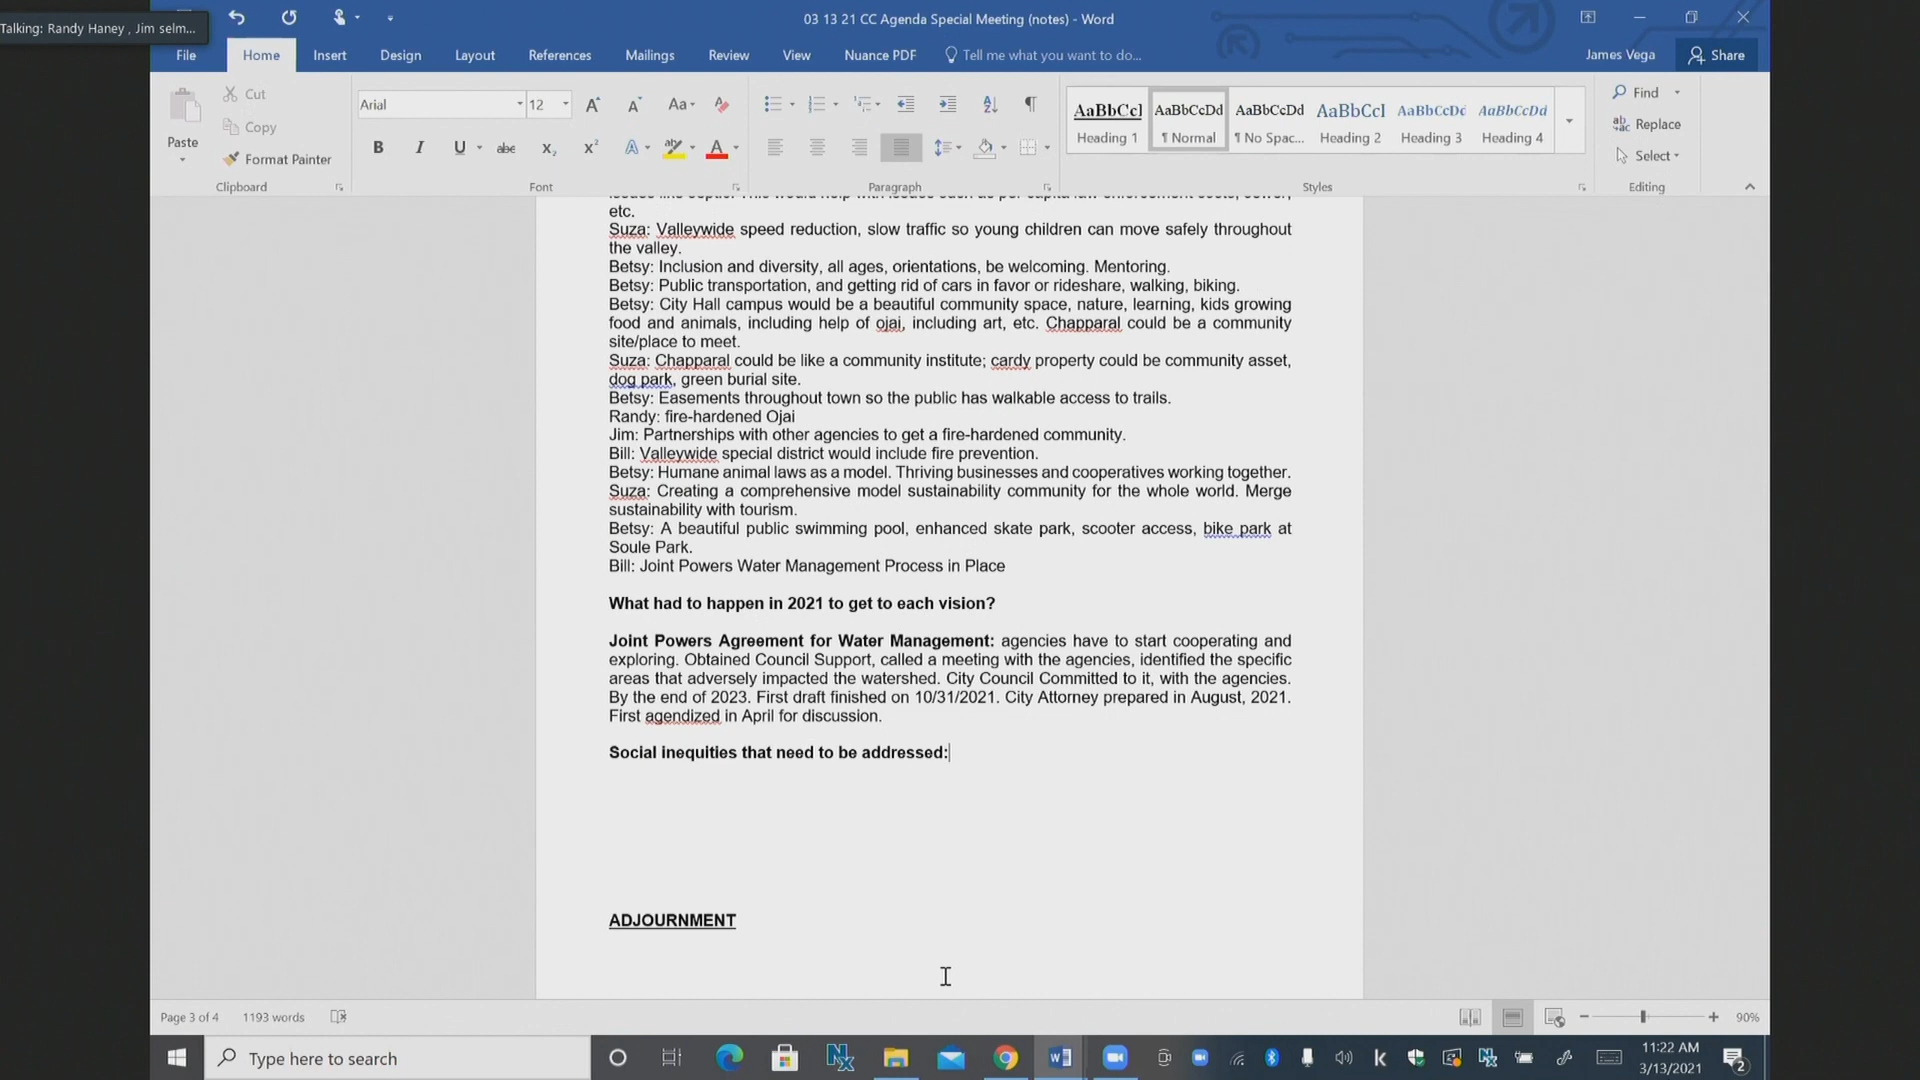 Talking: Randy Haney , Jim selm...
03 13 21 CC Agenda Special Meeting (notes) - Word
File Home Insert Design Layout References Mailings Review View Nuance PDF Tell me what you want to do... James Vega Share
Paste
Cut
Copy
Format Painter
Clipboard
Arial 12
Aa
B I U abc X₂ X² A A
Font
Paragraph
AaBbCcI AaBbCcDd AaBbCcDd AaBbCcI AaBbCcDc AaBbCcDd
Heading 1 ¶ Normal ¶ No Spac... Heading 2 Heading 3 Heading 4
Styles
Find
Replace
Select
Editing
etc.
Suza: Valleywide speed reduction, slow traffic so young children can move safely throughout
the valley.
Betsy: Inclusion and diversity, all ages, orientations, be welcoming. Mentoring.
Betsy: Public transportation, and getting rid of cars in favor or rideshare, walking, biking.
Betsy: City Hall campus would be a beautiful community space, nature, learning, kids growing
food and animals, including help of ojai, including art, etc. Chapparal could be a community
site/place to meet.
Suza: Chapparal could be like a community institute; cardy property could be community asset,
dog park, green burial site.
Betsy: Easements throughout town so the public has walkable access to trails.
Randy: fire-hardened Ojai
Jim: Partnerships with other agencies to get a fire-hardened community.
Bill: Valleywide special district would include fire prevention.
Betsy: Humane animal laws as a model. Thriving businesses and cooperatives working together.
Suza: Creating a comprehensive model sustainability community for the whole world. Merge
sustainability with tourism.
Betsy: A beautiful public swimming pool, enhanced skate park, scooter access, bike park at
Soule Park.
Bill: Joint Powers Water Management Process in Place
What had to happen in 2021 to get to each vision?
Joint Powers Agreement for Water Management: agencies have to start cooperating and
exploring. Obtained Council Support, called a meeting with the agencies, identified the specific
areas that adversely impacted the watershed. City Council Committed to it, with the agencies.
By the end of 2023. First draft finished on 10/31/2021. City Attorney prepared in August, 2021.
First agendized in April for discussion.
Social inequities that need to be addressed:
ADJOURNMENT
Page 3 of 4 1193 words 90%
Type here to search
11:22 AM
3/13/2021
2